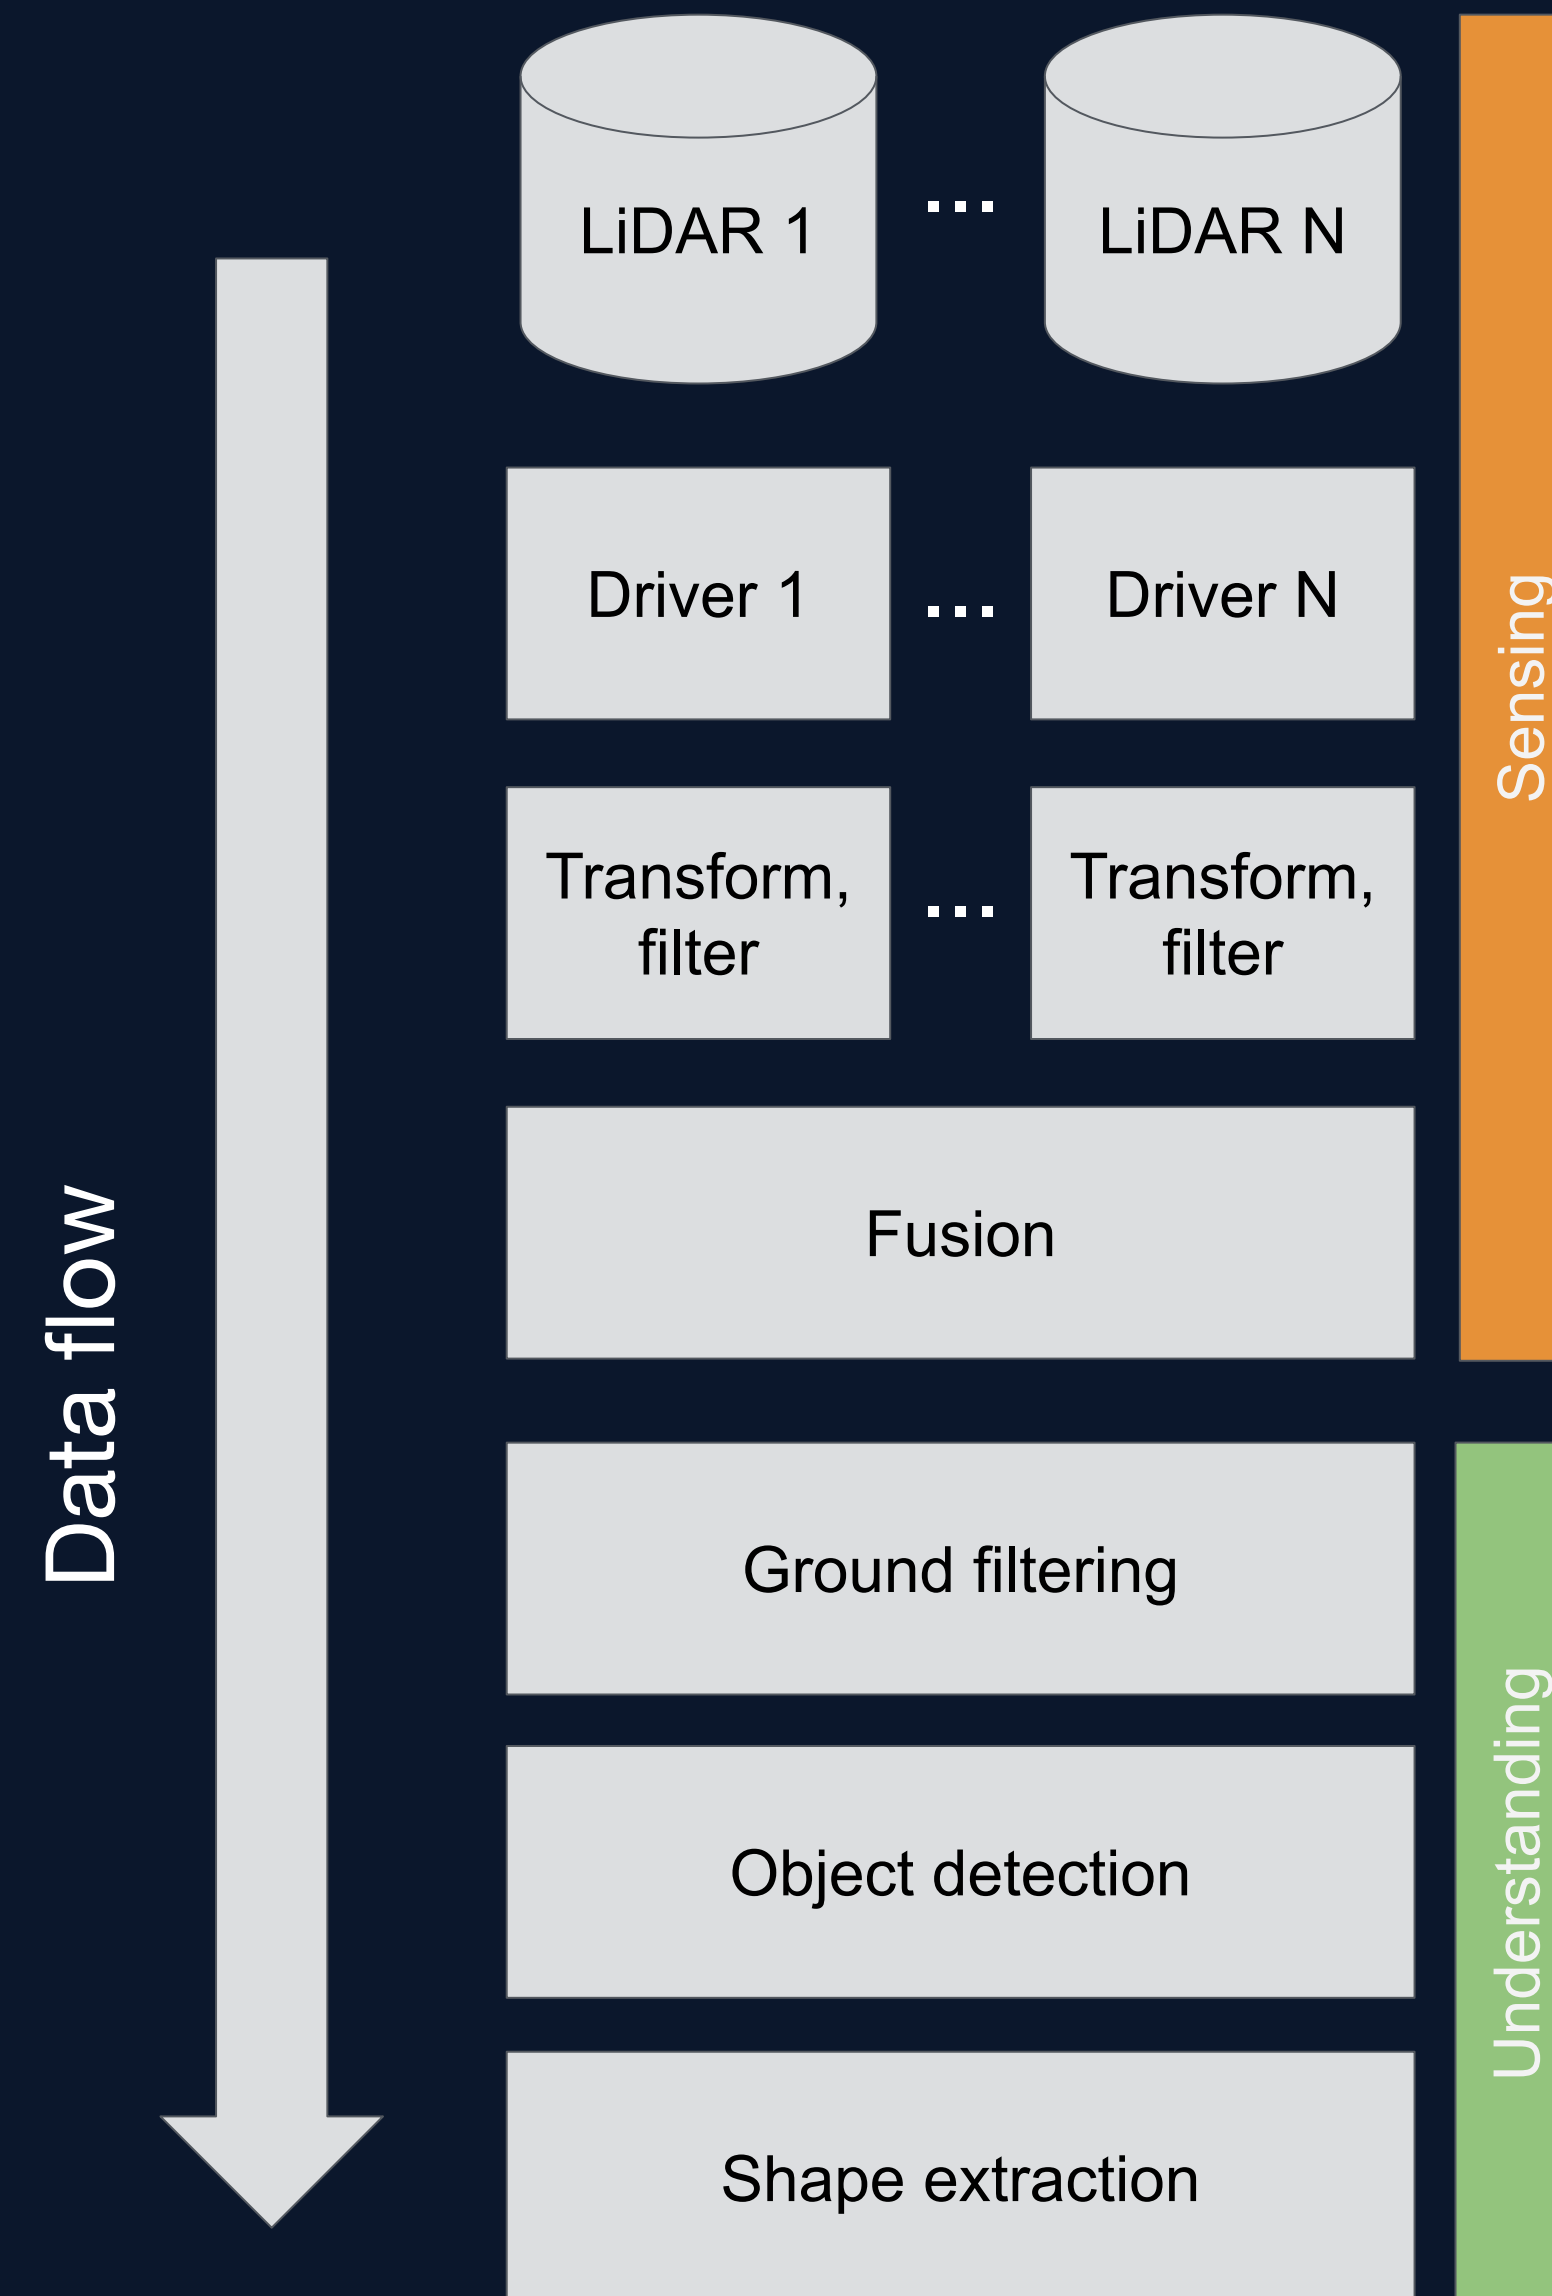 LiDAR 1
...
LiDAR N
Driver 1
...
Driver N
Transform,
filter
...
Transform,
filter
Fusion
Ground filtering
Object detection
Shape extraction
Data flow
Sensing
Understanding